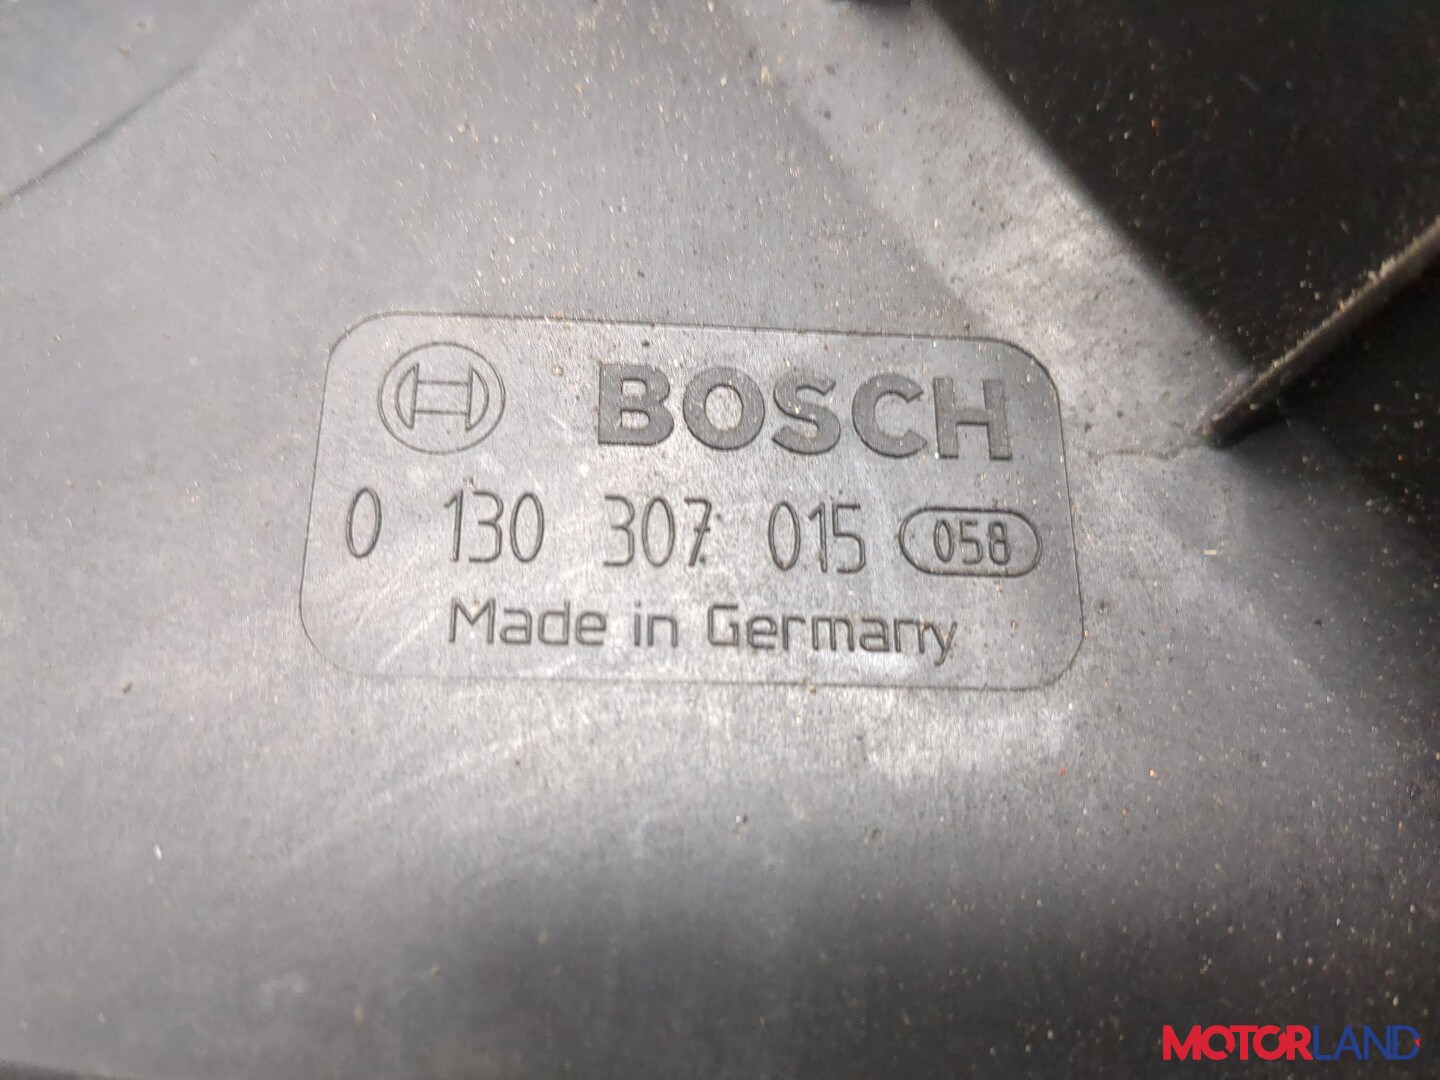 BOSCH
0 130 307 015 058
Made in Germany
MOTORLAND